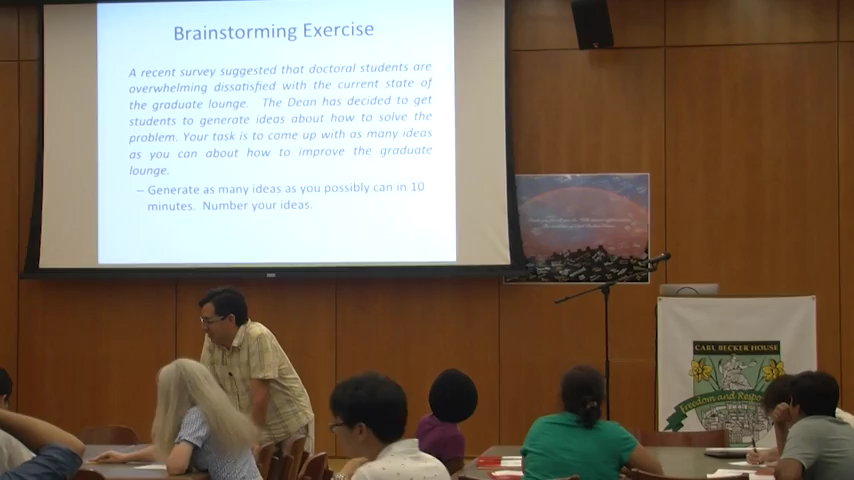 Brainstorming Exercise
A recent survey suggested that doctoral students are
overwhelming dissatisfied with the current state of
the graduate lounge. The Dean has decided to get
students to generate ideas about how to solve the
problem. Your task is to come up with as many ideas
as you can about how to improve the graduate
lounge.
– Generate as many ideas as you possibly can in 10
minutes. Number your ideas.
CARL BECKER HOUSE
Freedom and